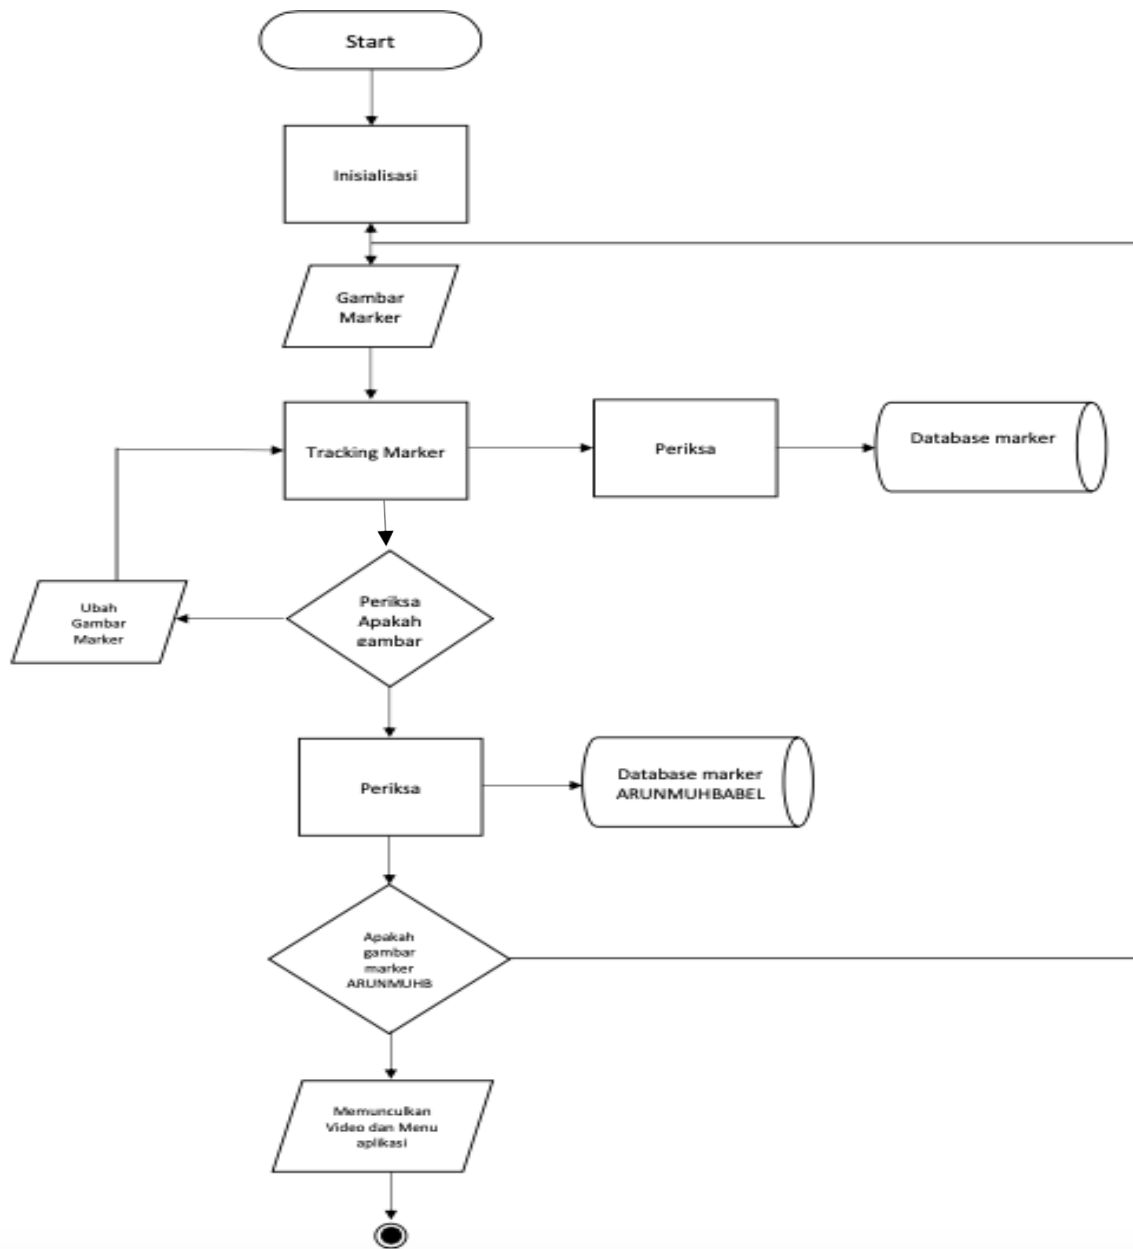 Start
Inisialisasi
Gambar
Marker
Tracking Marker
Periksa
Database marker
Ubah
Gambar
Marker
Periksa
Apakah
gambar
Periksa
Database marker
ARUNMUHBABEL
Apakah
gambar
marker
ARUNMUHB
Memunculkan
Video dan Menu
aplikasi